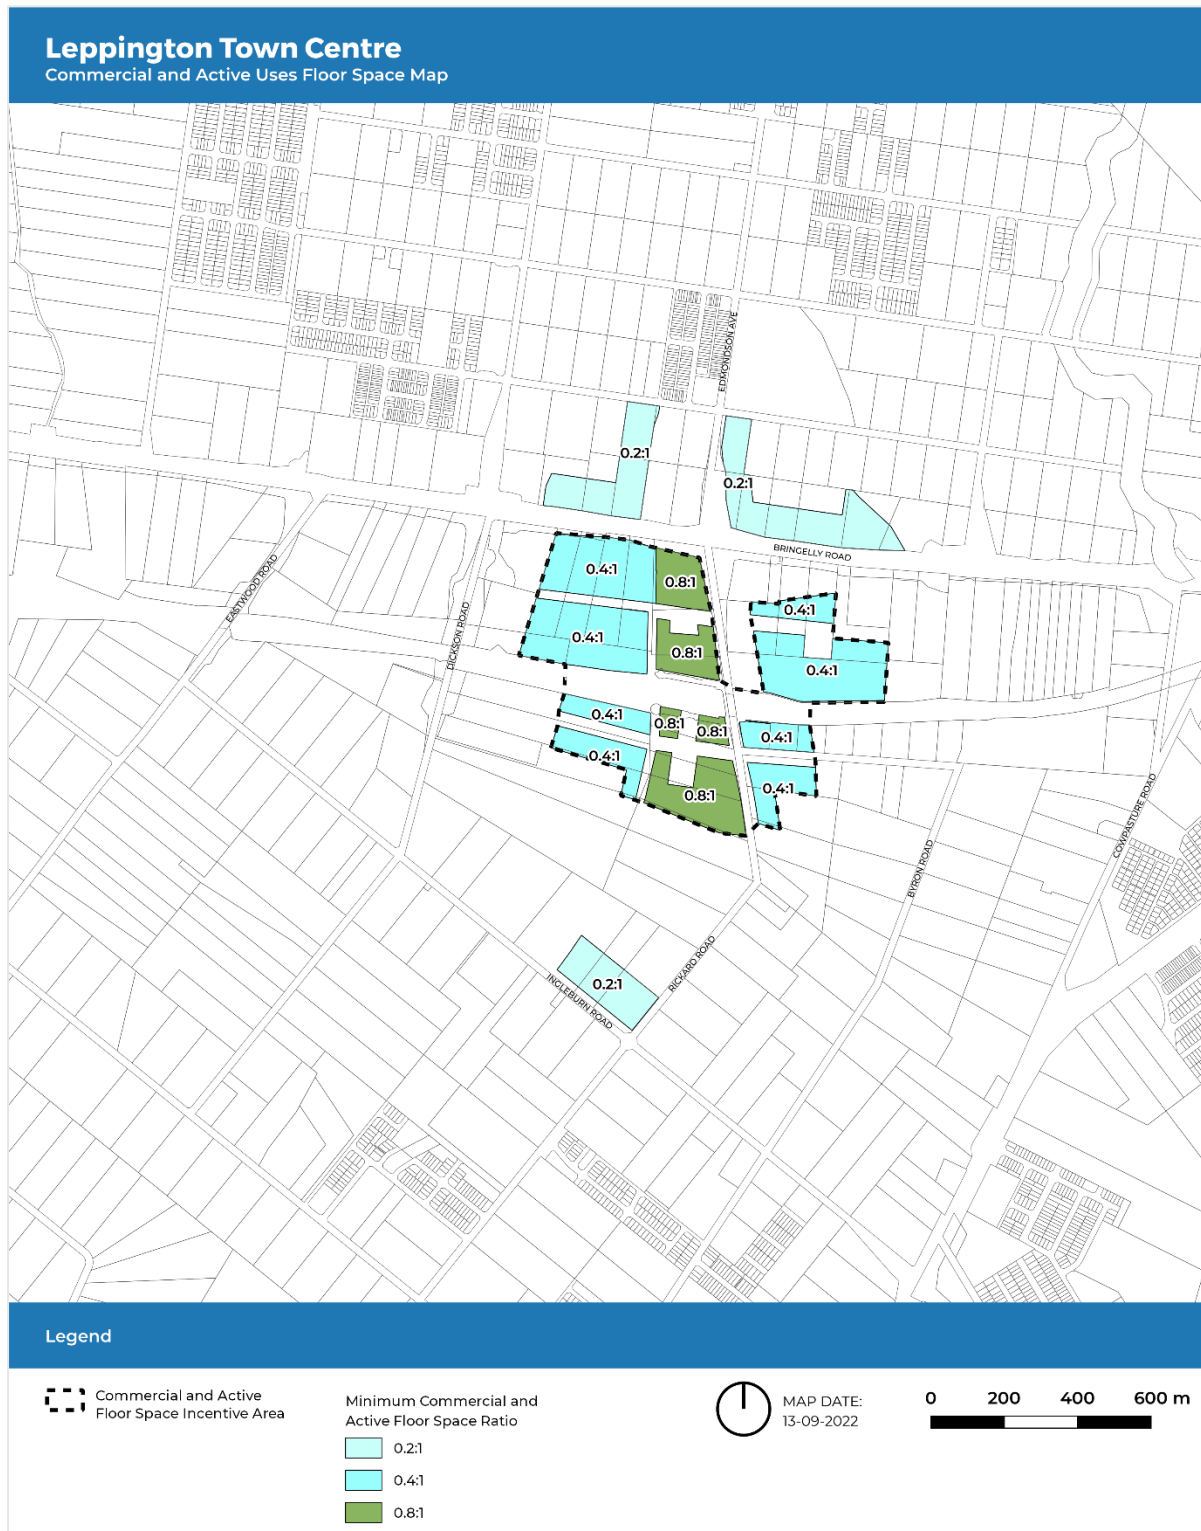 Leppington Town Centre
Commercial and Active Uses Floor Space Map
EDMONDSON AVE
0.2:1
0.2:1
BRINGELLY ROAD
EASTWOOD ROAD
DICKSON ROAD
0.4:1
0.8:1
0.4:1
0.4:1
0.8:1
0.4:1
0.4:1
0.8:1
0.8:1
0.4:1
0.4:1
0.4:1
0.8:1
COWPASTURE ROAD
BYRON ROAD
RICKARD ROAD
0.2:1
INGLEBURN ROAD
Legend
Commercial and Active
Floor Space Incentive Area
Minimum Commercial and
Active Floor Space Ratio
0.2:1
0.4:1
0.8:1
MAP DATE:
13-09-2022
0 200 400 600 m